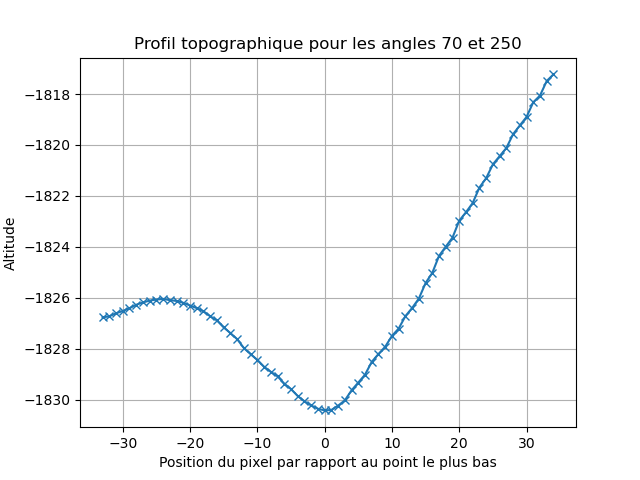 Profil topographique pour les angles 70 et 250
Altitude
−1818
−1820
−1822
−1824
−1826
−1828
−1830
−30 −20 −10 0 10 20 30
Position du pixel par rapport au point le plus bas